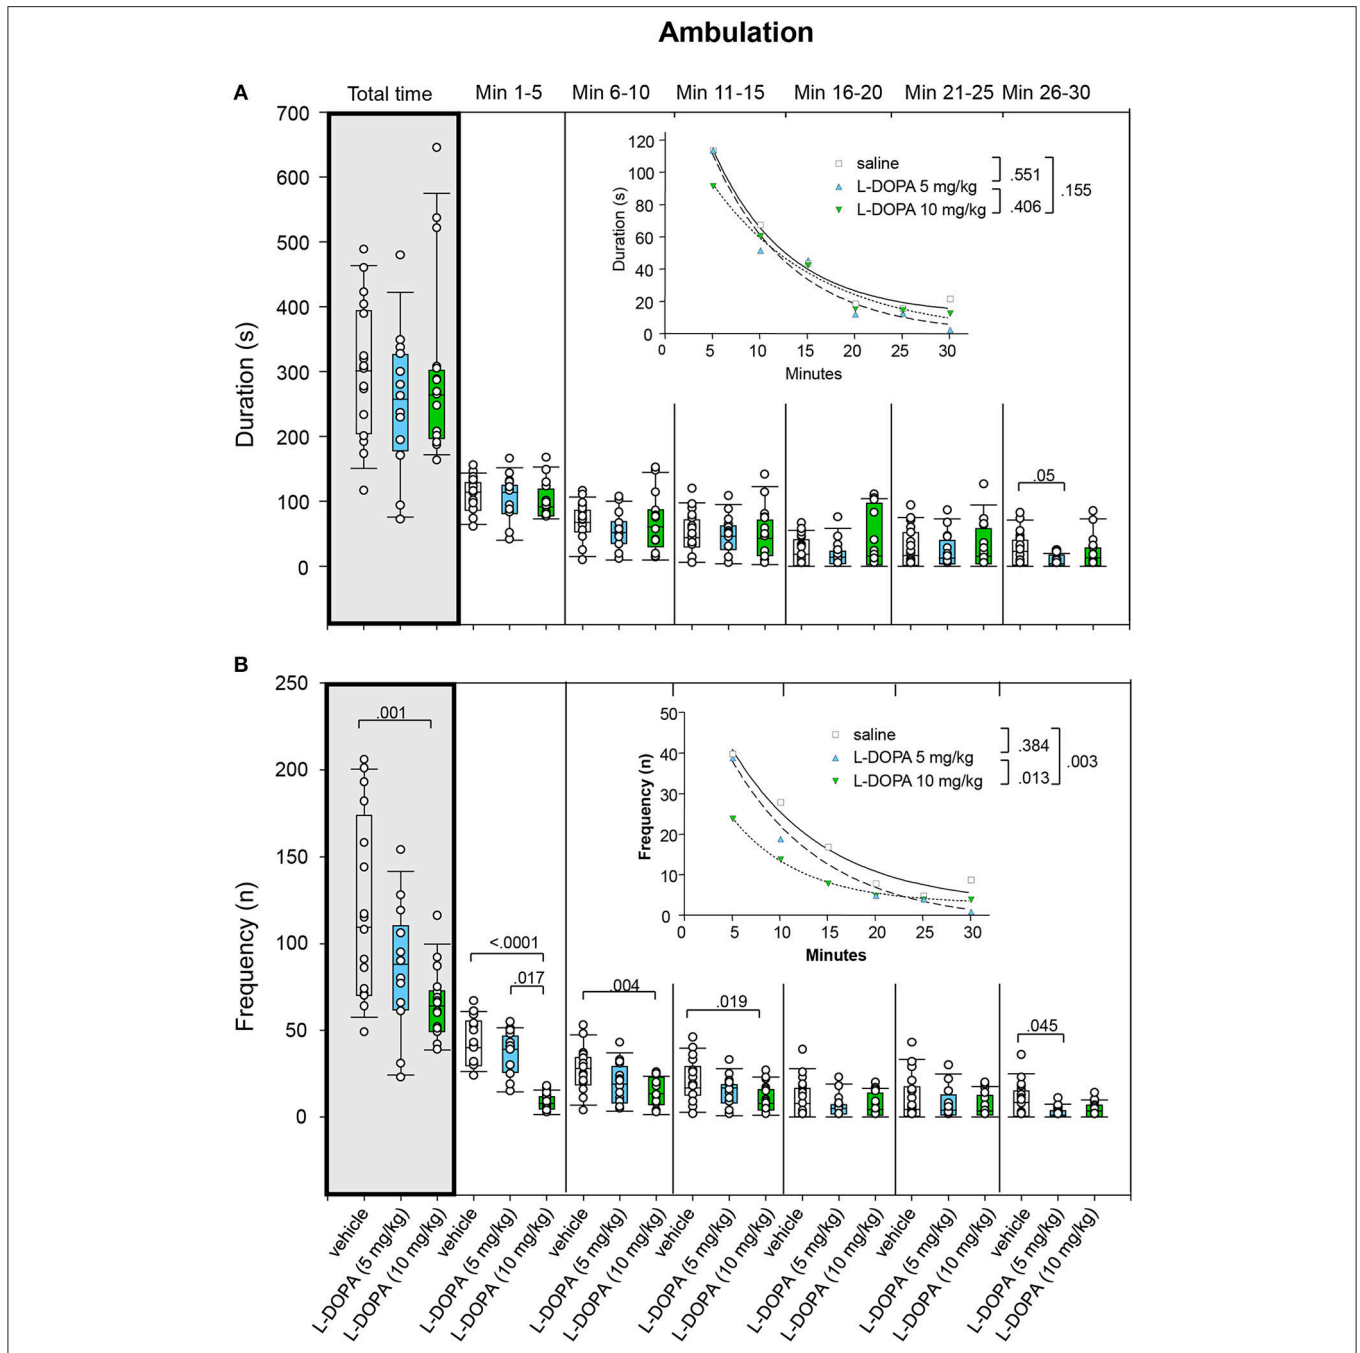 Ambulation
A
Total time Min 1-5 Min 6-10 Min 11-15 Min 16-20 Min 21-25 Min 26-30
700
600
500
400
300
200
100
0
Duration (s)
120
100
80
60
40
20
0
Duration (s)
0 5 10 15 20 25 30
Minutes
saline
L-DOPA 5 mg/kg
L-DOPA 10 mg/kg
.551
.406
.155
.05
B
250
200
150
100
50
0
Frequency (n)
.001
<.0001
.017
.004
.019
.045
50
40
30
20
10
0
Frequency (n)
0 5 10 15 20 25 30
Minutes
saline
L-DOPA 5 mg/kg
L-DOPA 10 mg/kg
.384
.013
.003
vehicle
L-DOPA (5 mg/kg)
L-DOPA (10 mg/kg)
vehicle
L-DOPA (5 mg/kg)
L-DOPA (10 mg/kg)
vehicle
L-DOPA (5 mg/kg)
L-DOPA (10 mg/kg)
vehicle
L-DOPA (5 mg/kg)
L-DOPA (10 mg/kg)
vehicle
L-DOPA (5 mg/kg)
L-DOPA (10 mg/kg)
vehicle
L-DOPA (5 mg/kg)
L-DOPA (10 mg/kg)
vehicle
L-DOPA (5 mg/kg)
L-DOPA (10 mg/kg)